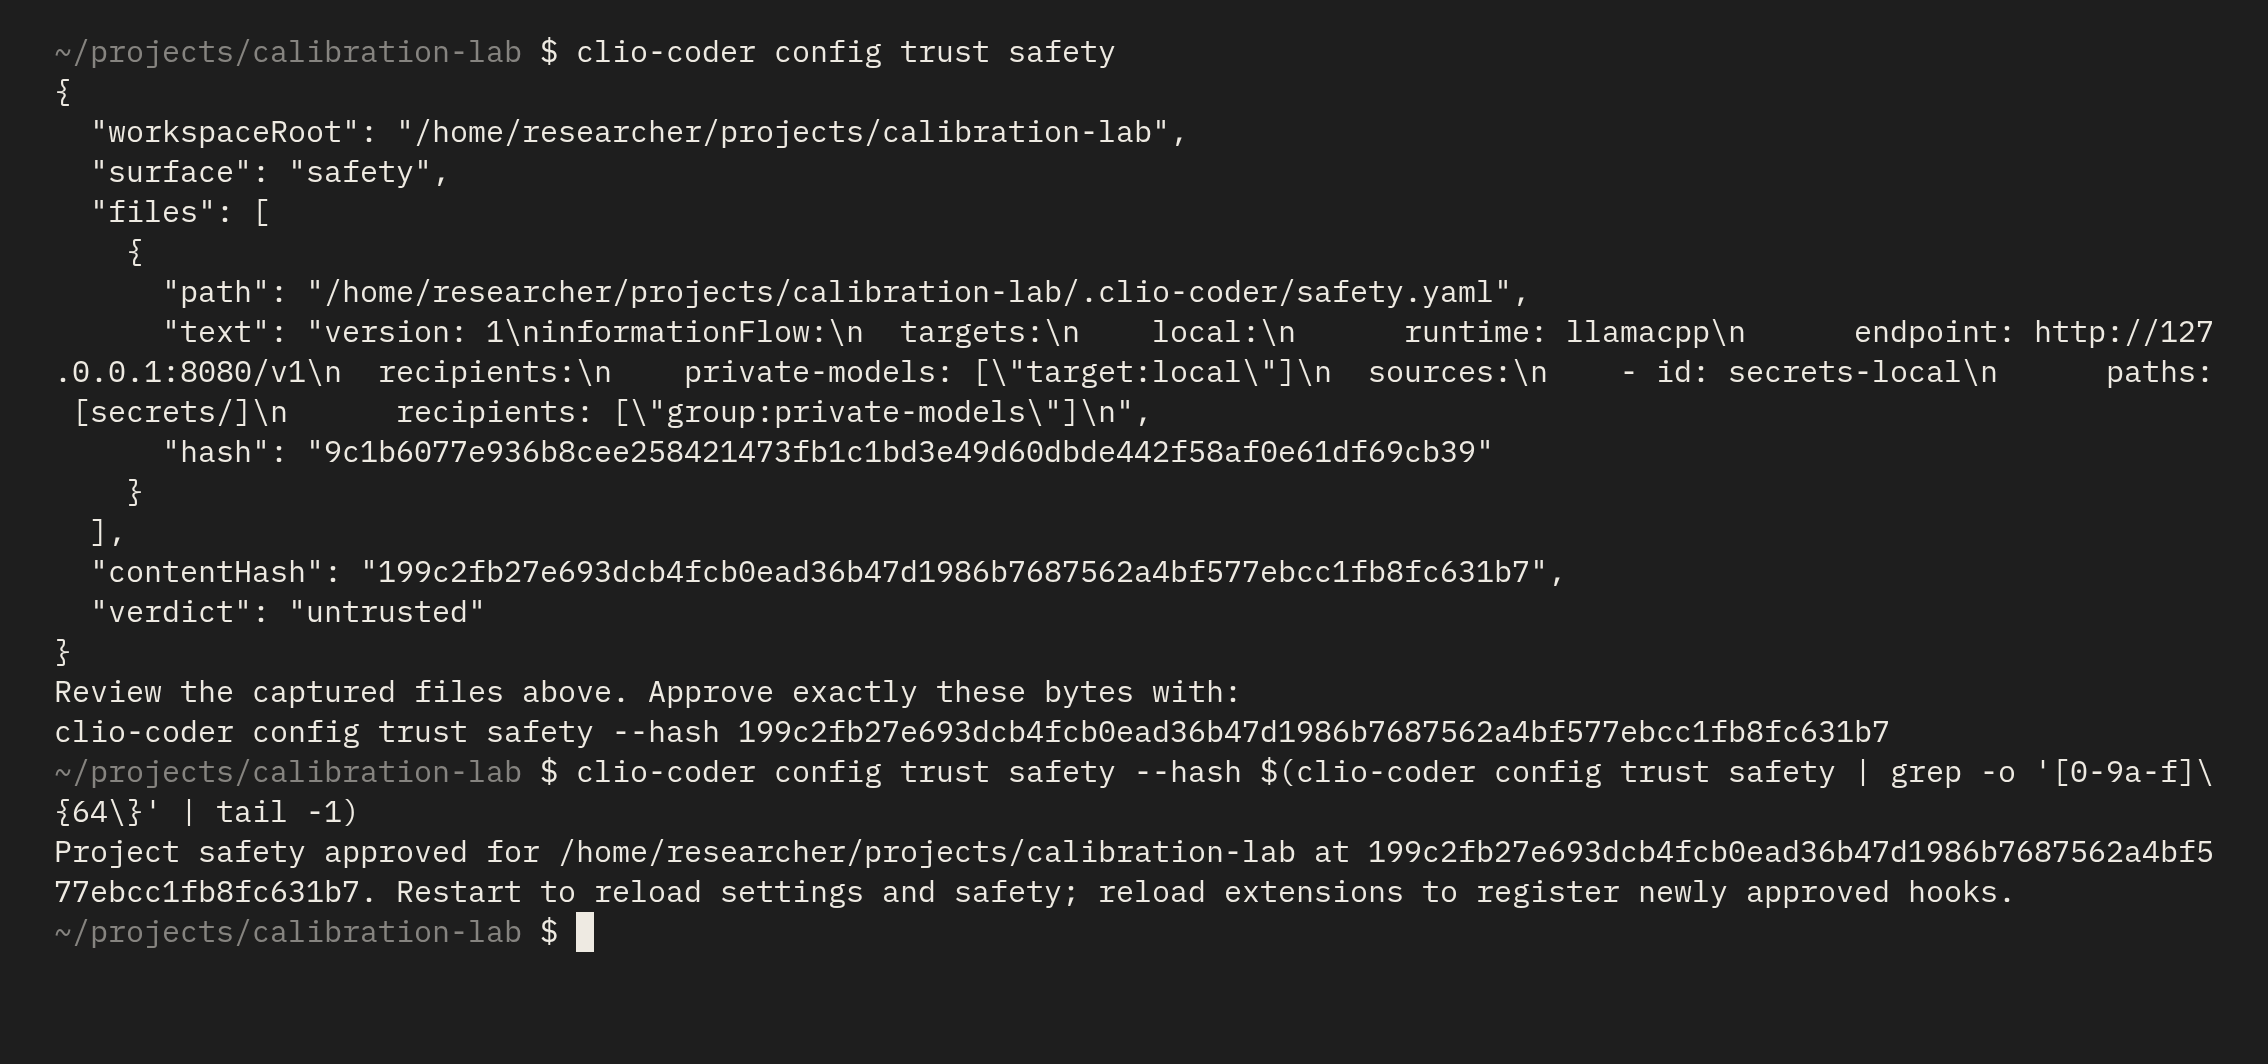 ~/projects/calibration-lab $ clio-coder config trust safety
{
  "workspaceRoot": "/home/researcher/projects/calibration-lab",
  "surface": "safety",
  "files": [
    {
      "path": "/home/researcher/projects/calibration-lab/.clio-coder/safety.yaml",
      "text": "version: 1\ninformationFlow:\n  targets:\n    local:\n      runtime: llamacpp\n      endpoint: http://127
.0.0.1:8080/v1\n  recipients:\n    private-models: [\"target:local\"]\n  sources:\n    - id: secrets-local\n      paths:
 [secrets/]\n      recipients: [\"group:private-models\"]\n",
      "hash": "9c1b6077e936b8cee258421473fb1c1bd3e49d60dbde442f58af0e61df69cb39"
    }
  ],
  "contentHash": "199c2fb27e693dcb4fcb0ead36b47d1986b7687562a4bf577ebcc1fb8fc631b7",
  "verdict": "untrusted"
}
Review the captured files above. Approve exactly these bytes with:
clio-coder config trust safety --hash 199c2fb27e693dcb4fcb0ead36b47d1986b7687562a4bf577ebcc1fb8fc631b7
~/projects/calibration-lab $ clio-coder config trust safety --hash $(clio-coder config trust safety | grep -o '[0-9a-f]\
{64\}' | tail -1)
Project safety approved for /home/researcher/projects/calibration-lab at 199c2fb27e693dcb4fcb0ead36b47d1986b7687562a4bf5
77ebcc1fb8fc631b7. Restart to reload settings and safety; reload extensions to register newly approved hooks.
~/projects/calibration-lab $